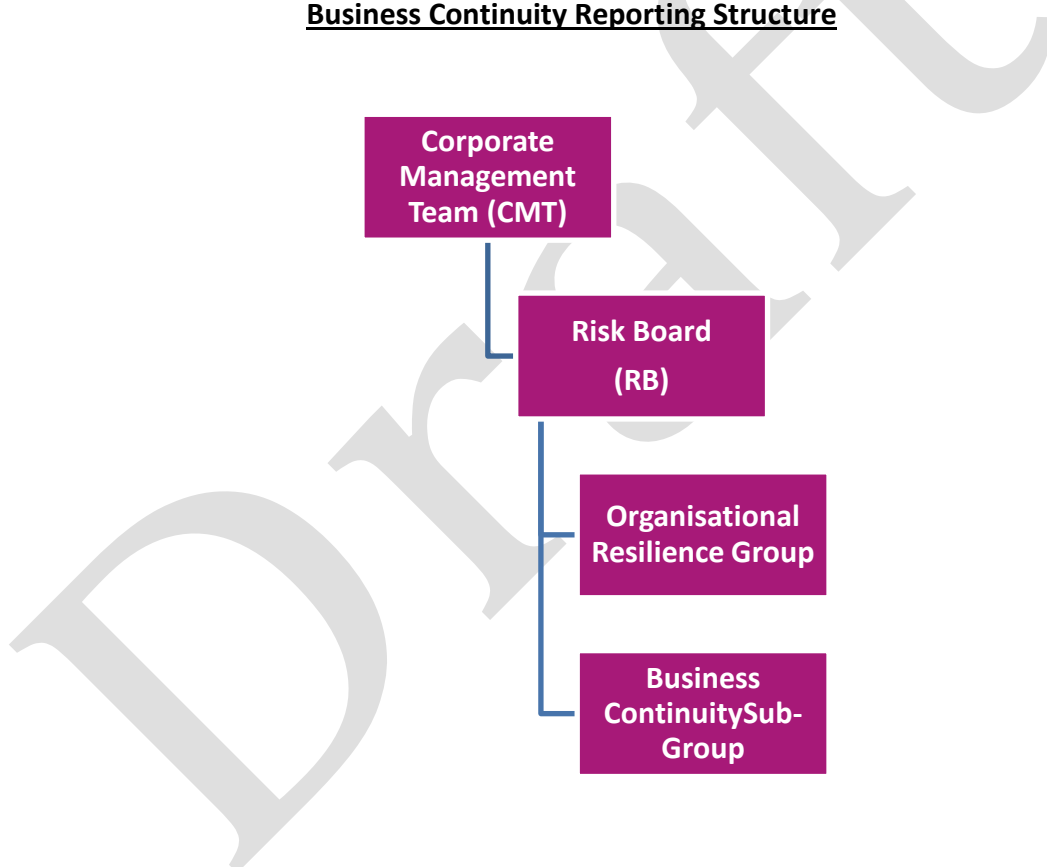 Business Continuity Reporting Structure
Corporate
Management
Team (CMT)
Risk Board
(RB)
Organisational
Resilience Group
Business
ContinuitySub-
Group
Draft